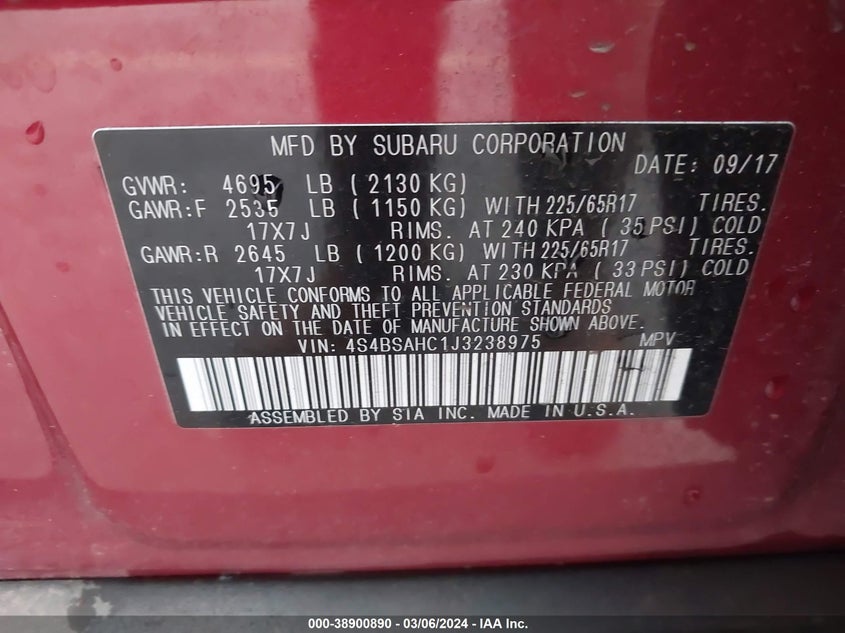 MFD BY SUBARU CORPORATION
DATE: 09/17
GVWR: 4695 LB ( 2130 KG)
GAWR:F 2535 LB ( 1150 KG) WITH 225/65R17 TIRES.
17X7J RIMS. AT 240 KPA ( 35 PSI) COLD
GAWR:R 2645 LB ( 1200 KG) WITH 225/65R17 TIRES.
17X7J RIMS. AT 230 KPA ( 33 PSI) COLD
THIS VEHICLE CONFORMS TO ALL APPLICABLE FEDERAL MOTOR
VEHICLE SAFETY AND THEFT PREVENTION STANDARDS
IN EFFECT ON THE DATE OF MANUFACTURE SHOWN ABOVE.
VIN: 4S4BSAHC1J3238975 MPV
ASSEMBLED BY SIA INC. MADE IN U.S.A.
000-38900890 - 03/06/2024 - IAA Inc.